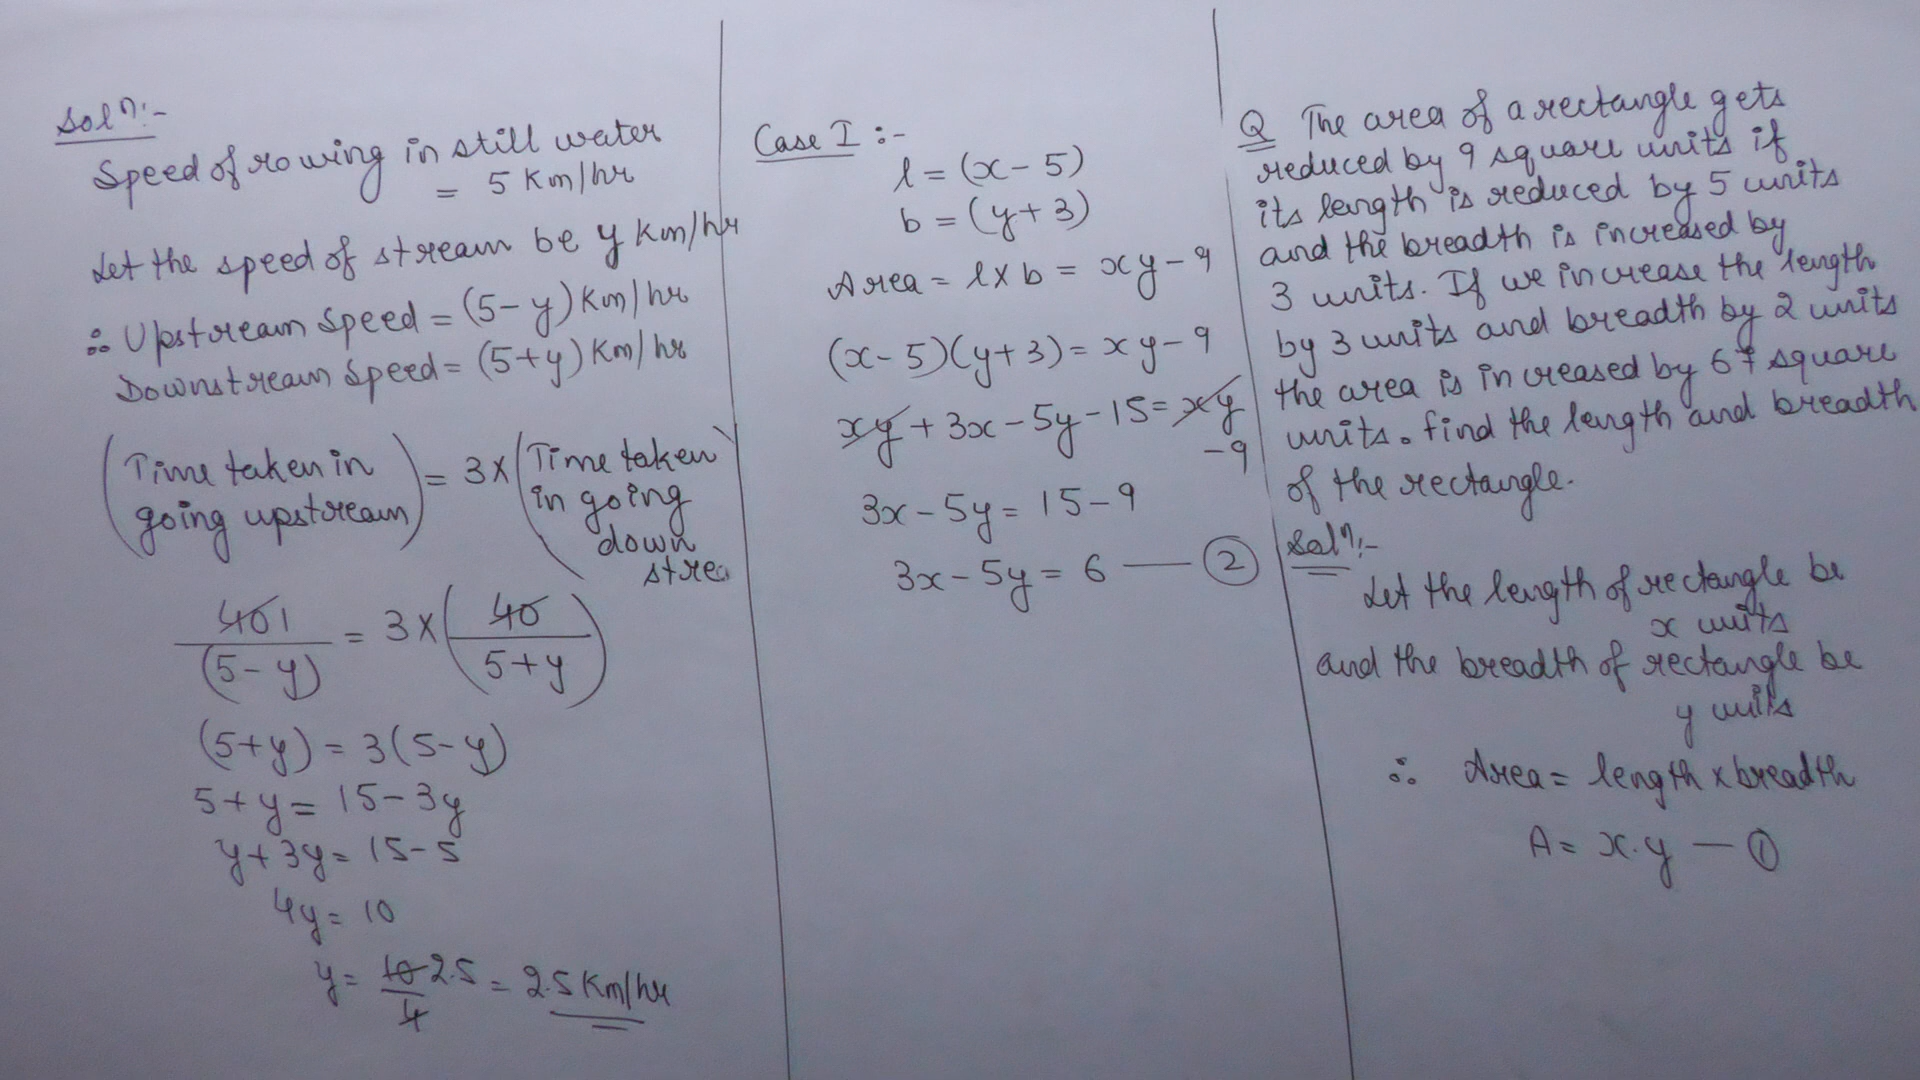 Solⁿ:-
Speed of rowing in still water
= 5 Km/hr
Let the speed of stream be y Km/hr
∴ Upstream Speed = (5-y) Km/hr
Downstream Speed = (5+y) Km/hr
(Time taken in going upstream) = 3 × (Time taken in going down strea
40/(5-y) = 3 × (40/5+y)
(5+y) = 3(5-y)
5+y = 15-3y
y+3y = 15-5
4y = 10
y = 10/4 2.5 = 2.5 Km/hr
Case I :-
l = (x-5)
b = (y+3)
Area = l × b = xy-9
(x-5)(y+3) = xy-9
xy + 3x - 5y - 15 = xy
-9
3x - 5y = 15-9
3x - 5y = 6 — ②
Q The area of a rectangle gets
reduced by 9 square units if
its length is reduced by 5 units
and the breadth is increased by
3 units. If we increase the length
by 3 units and breadth by 2 units
the area is increased by 67 square
units. find the length and breadth
of the rectangle.
Solⁿ:-
Let the length of rectangle be
x units
and the breadth of rectangle be
y units
∴ Area = length × breadth
A = x.y — ①